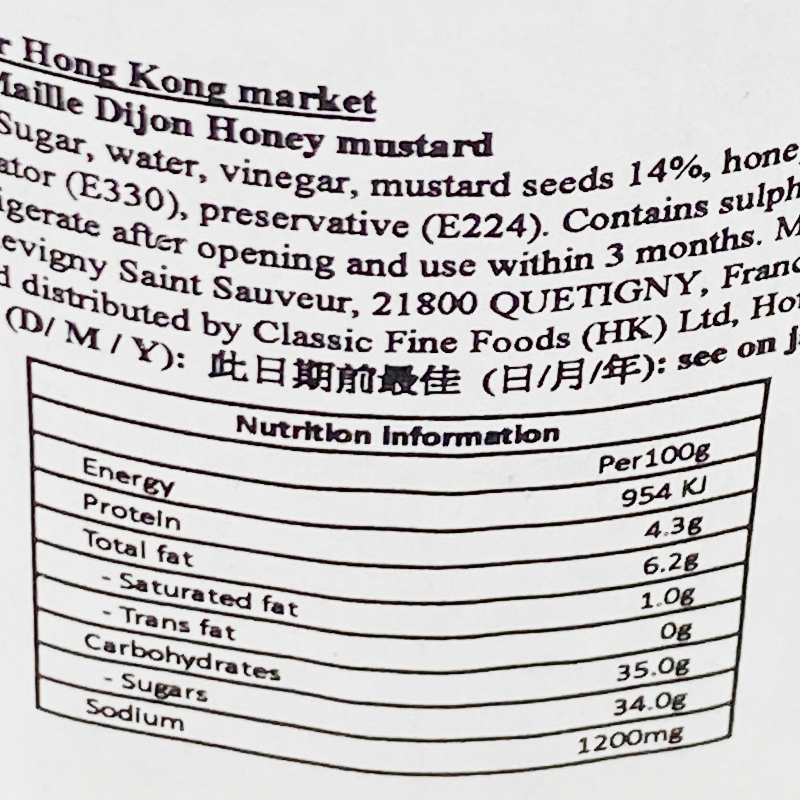 r Hong Kong market
Maille Dijon Honey mustard
Sugar, water, vinegar, mustard seeds 14%, hone
ator (E330), preservative (E224). Contains sulph
igerate after opening and use within 3 months. M
evigny Saint Sauveur, 21800 QUETIGNY, Franc
d distributed by Classic Fine Foods (HK) Ltd, Ho
(D/ M / Y): 此日期前最佳 (日/月/年): see on j
Nutrition Information
Per100g
Energy 954 KJ
Protein 4.3g
Total fat 6.2g
- Saturated fat 1.0g
- Trans fat 0g
Carbohydrates 35.0g
- Sugars 34.0g
Sodium 1200mg